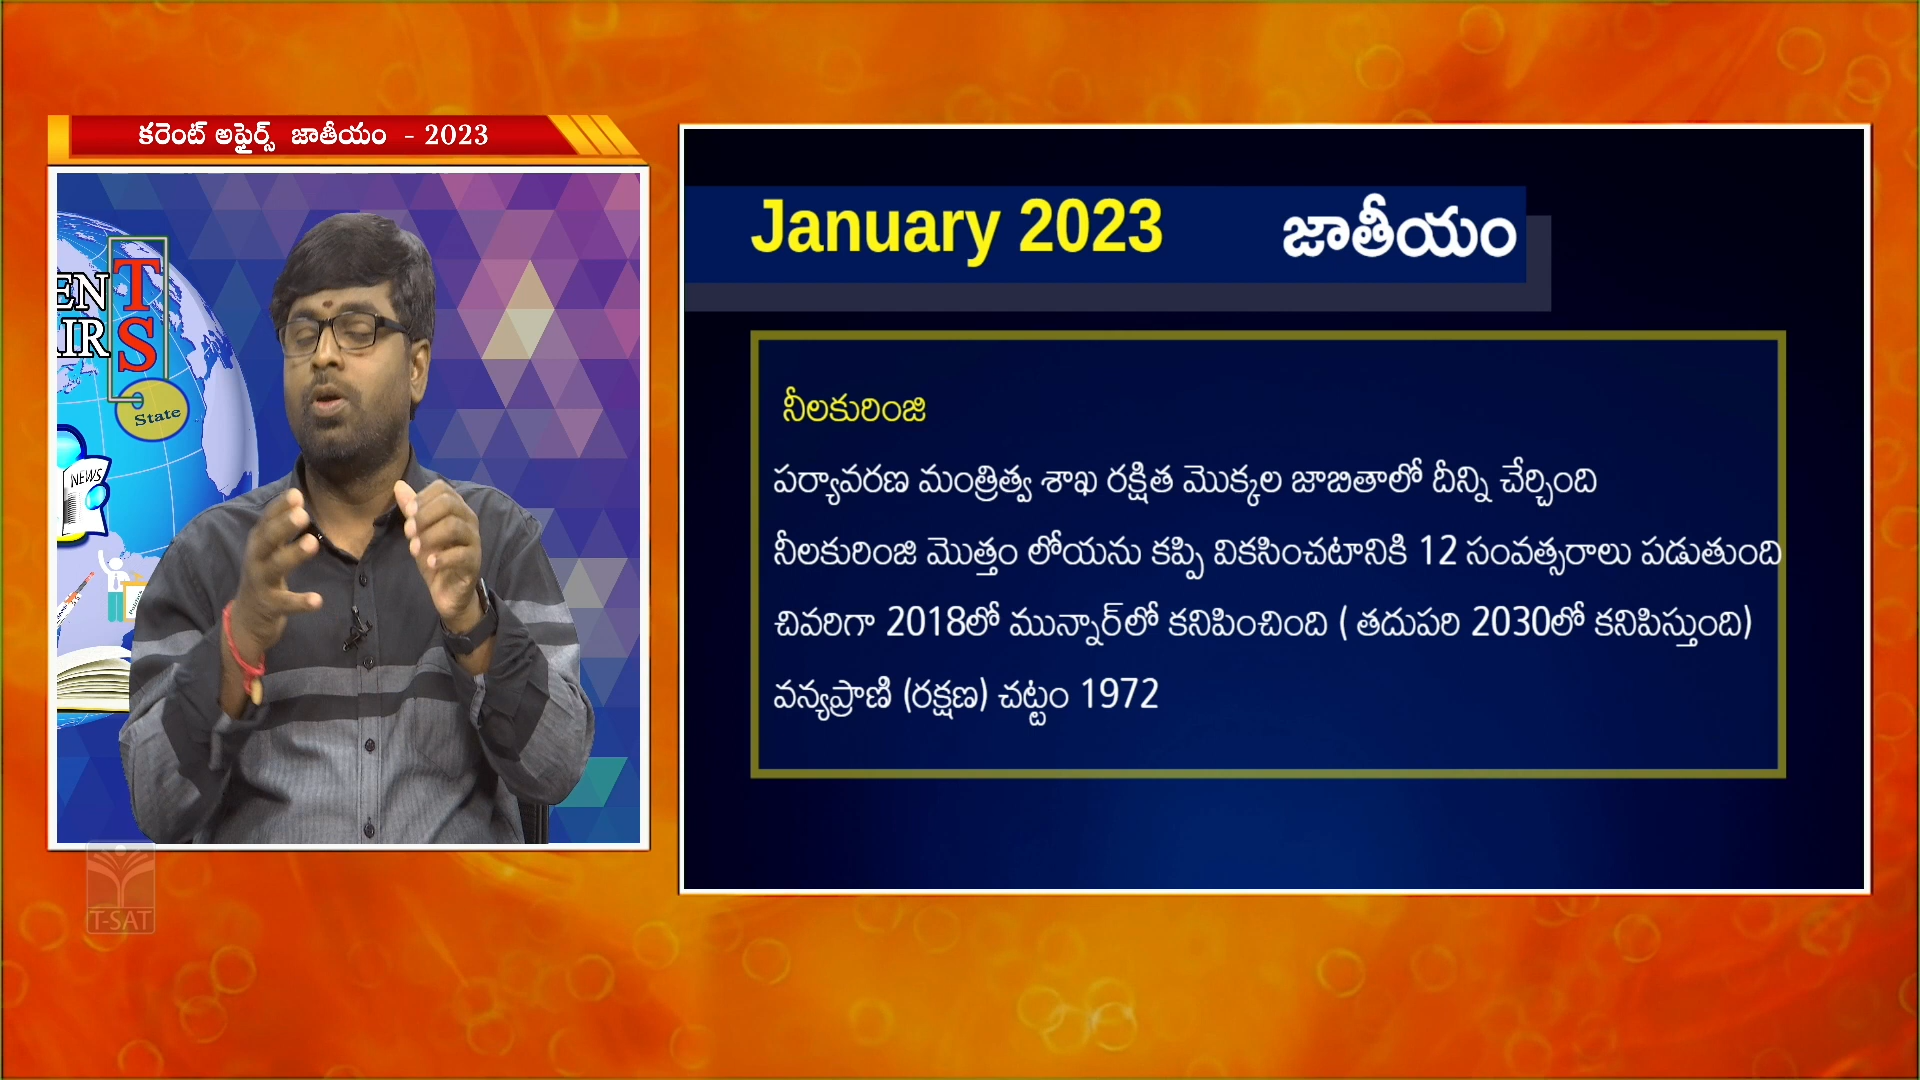 కరెంట్ అఫైర్స్ జాతీయం - 2023
January 2023 జాతీయం
T
S
State
NEWS
నీలకురింజి
పర్యావరణ మంత్రిత్వ శాఖ రక్షిత మొక్కల జాబితాలో దీన్ని చేర్చింది
నీలకురింజి మొత్తం లోయను కప్పి వికసించటానికి 12 సంవత్సరాలు పడుతుంది
చివరిగా 2018లో మున్నార్‌లో కనిపించింది ( తదుపరి 2030లో కనిపిస్తుంది)
వన్యప్రాణి (రక్షణ) చట్టం 1972
T-SAT